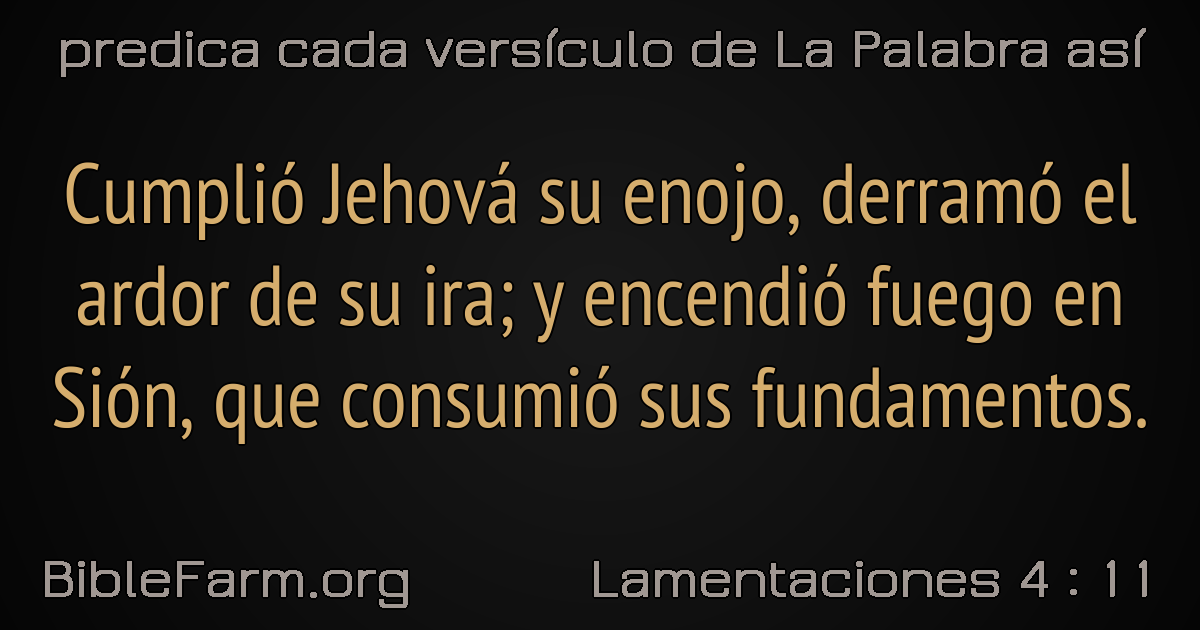 predica cada versículo de La Palabra así
Cumplió Jehová su enojo, derramó el
ardor de su ira; y encendió fuego en
Sión, que consumió sus fundamentos.
BibleFarm.org
Lamentaciones 4 : 11